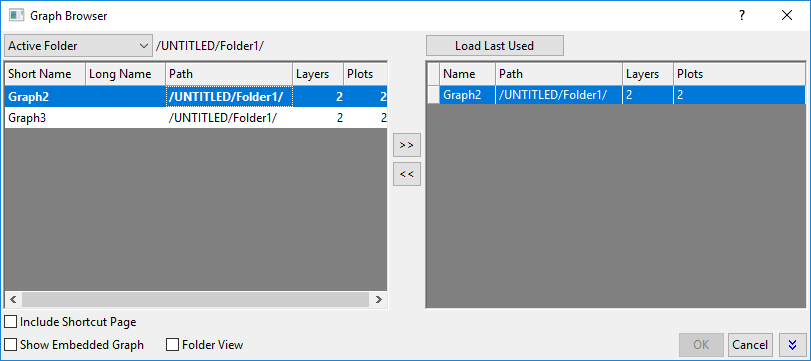 Graph Browser
?
Active Folder /UNTITLED/Folder1/ Load Last Used
Short Name Long Name Path Layers Plots
Graph2 /UNTITLED/Folder1/ 2 2
Graph3 /UNTITLED/Folder1/ 2 2
>>
<<
Name Path Layers Plots
Graph2 /UNTITLED/Folder1/ 2 2
Include Shortcut Page
Show Embedded Graph Folder View
OK Cancel